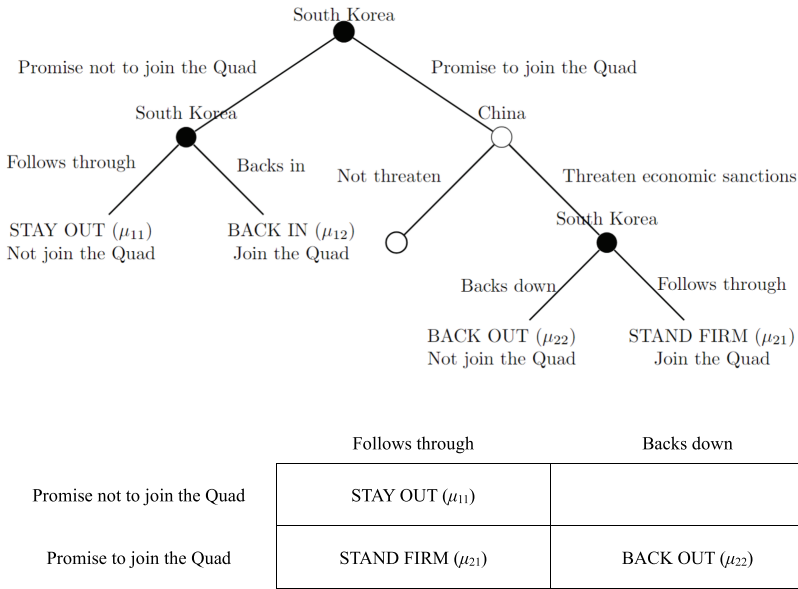 South Korea
Promise not to join the Quad
Promise to join the Quad
South Korea
China
Follows through
Backs in
Not threaten
Threaten economic sanctions
STAY OUT (μ₁₁)
Not join the Quad
BACK IN (μ₁₂)
Join the Quad
South Korea
Backs down
Follows through
BACK OUT (μ₂₂)
Not join the Quad
STAND FIRM (μ₂₁)
Join the Quad
Follows through
Backs down
Promise not to join the Quad
STAY OUT (μ₁₁)
Promise to join the Quad
STAND FIRM (μ₂₁)
BACK OUT (μ₂₂)